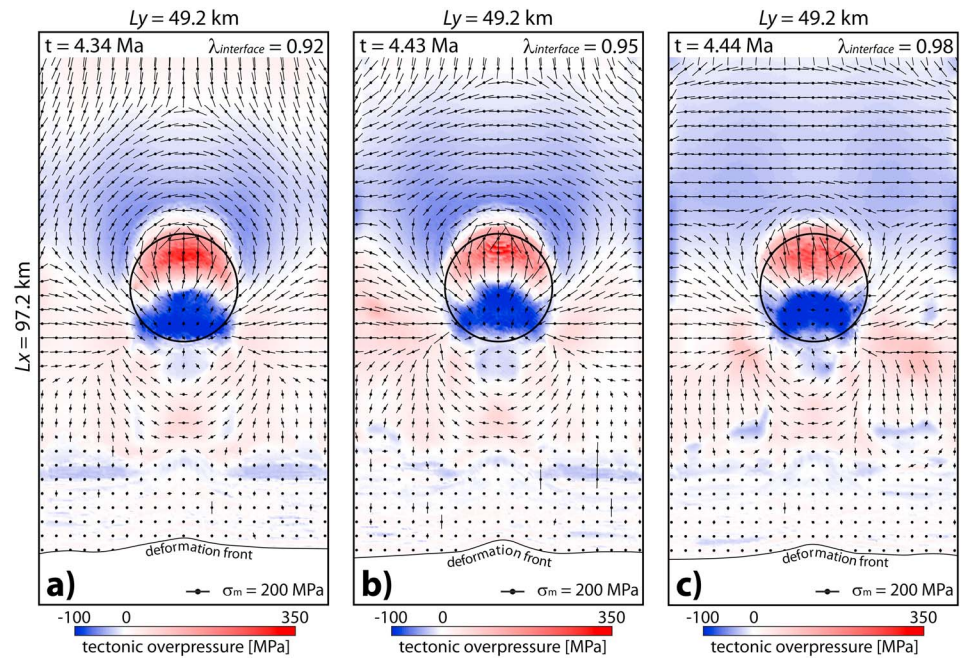 Ly = 49.2 km
Ly = 49.2 km
Ly = 49.2 km
t = 4.34 Ma λinterface = 0.92
t = 4.43 Ma λinterface = 0.95
t = 4.44 Ma λinterface = 0.98
Lx = 97.2 km
deformation front
deformation front
deformation front
a) σm = 200 MPa
b) σm = 200 MPa
c) σm = 200 MPa
-100 0 350
-100 0 350
-100 0 350
tectonic overpressure [MPa]
tectonic overpressure [MPa]
tectonic overpressure [MPa]